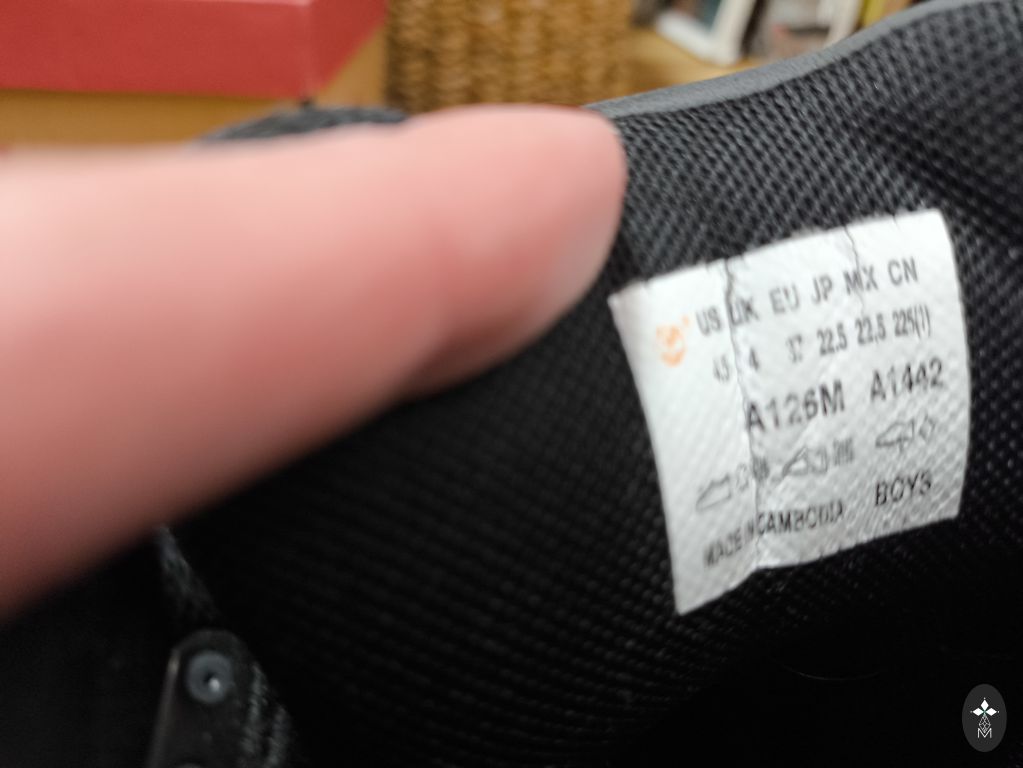 US UK EU JP MX CN
4.5 4 37 22.5 22.5 225(1)
A126M A1442
MADE IN CAMBODIA BOYS
M